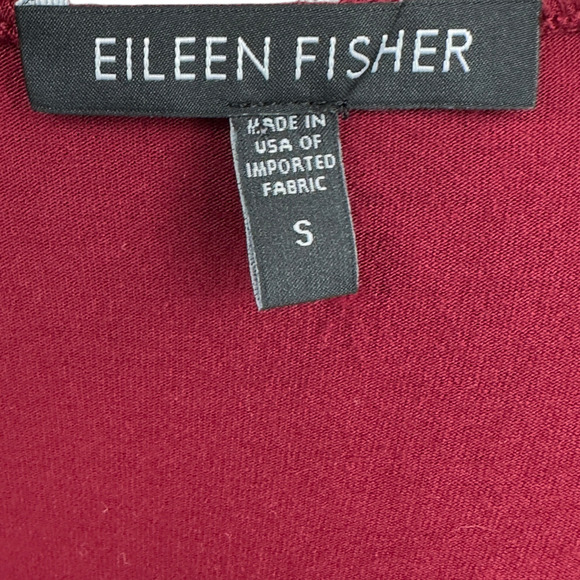 EILEEN FISHER
MADE IN
USA OF
IMPORTED
FABRIC
S